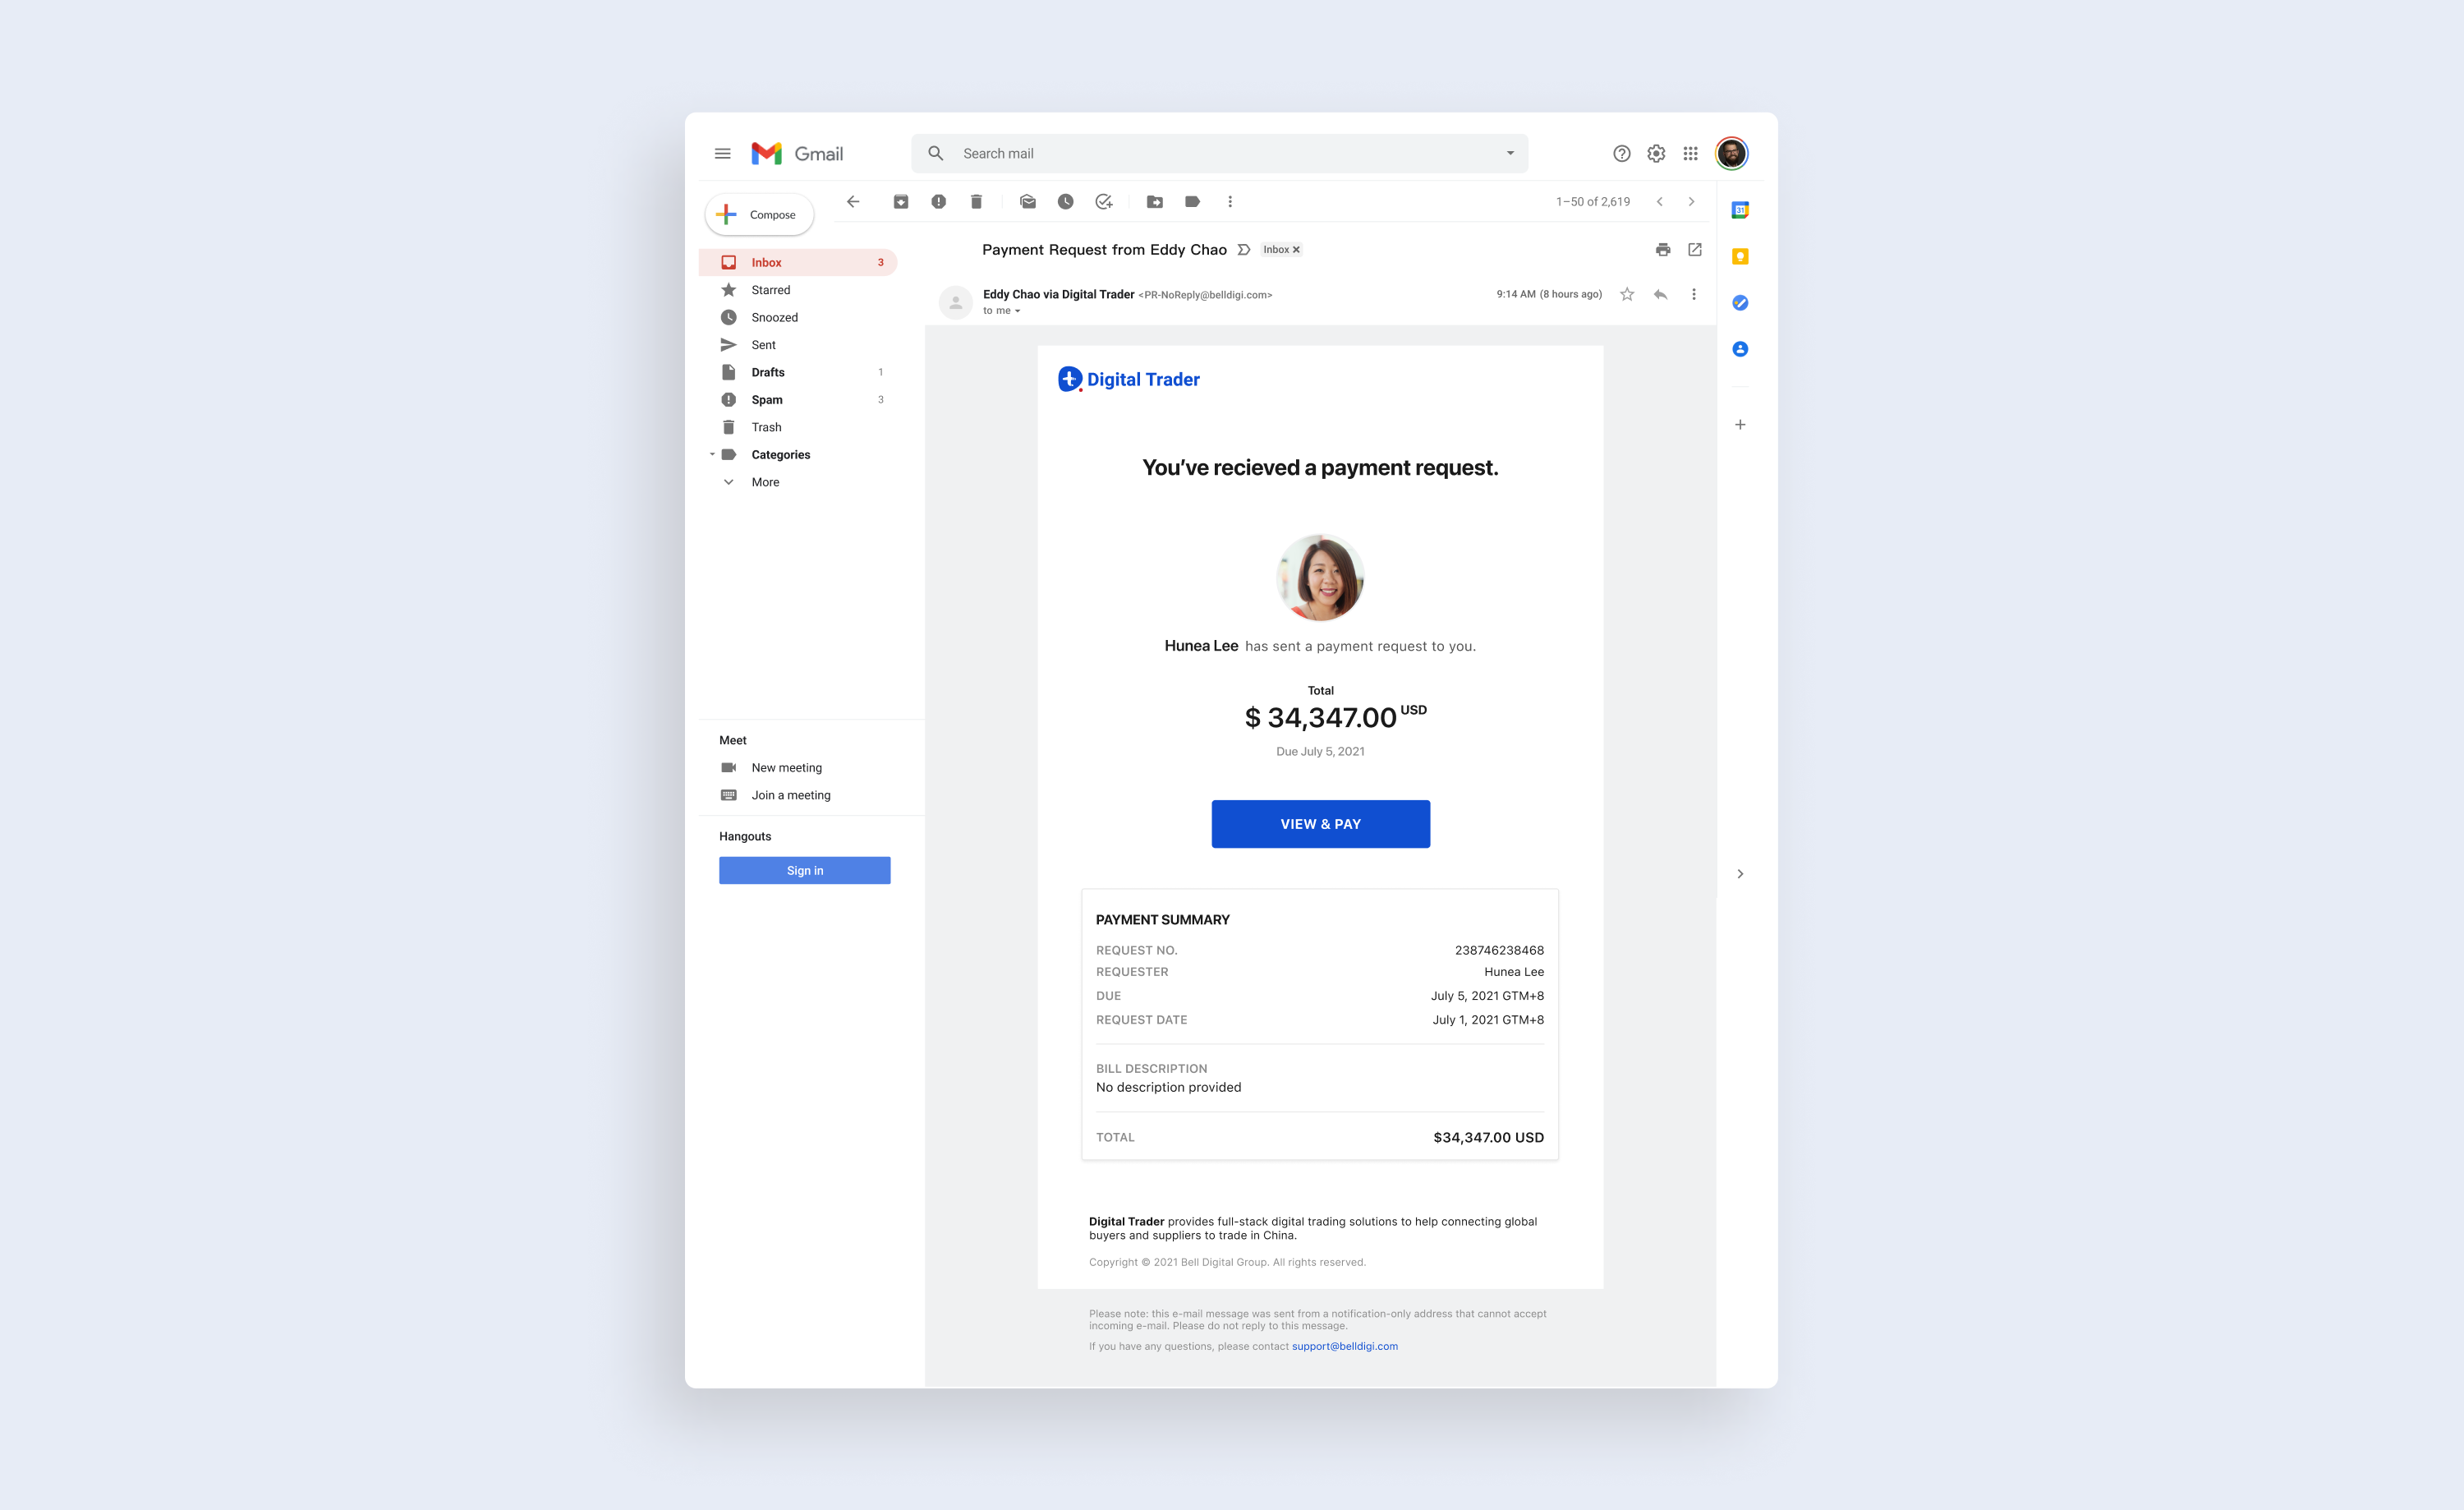 Gmail
Search mail
Compose
1–50 of 2,619
31
Inbox 3
Starred
Snoozed
Sent
Drafts 1
Spam 3
Trash
Categories
More
Meet
New meeting
Join a meeting
Hangouts
Sign in
Payment Request from Eddy Chao Inbox
Eddy Chao via Digital Trader <PR-NoReply@belldigi.com> 9:14 AM (8 hours ago)
to me
Digital Trader
You've recieved a payment request.
Hunea Lee has sent a payment request to you.
Total
$ 34,347.00 USD
Due July 5, 2021
VIEW & PAY
PAYMENT SUMMARY
REQUEST NO. 238746238468
REQUESTER Hunea Lee
DUE July 5, 2021 GTM+8
REQUEST DATE July 1, 2021 GTM+8
BILL DESCRIPTION
No description provided
TOTAL $34,347.00 USD
Digital Trader provides full-stack digital trading solutions to help connecting global
buyers and suppliers to trade in China.
Copyright © 2021 Bell Digital Group. All rights reserved.
Please note: this e-mail message was sent from a notification-only address that cannot accept
incoming e-mail. Please do not reply to this message.
If you have any questions, please contact support@belldigi.com